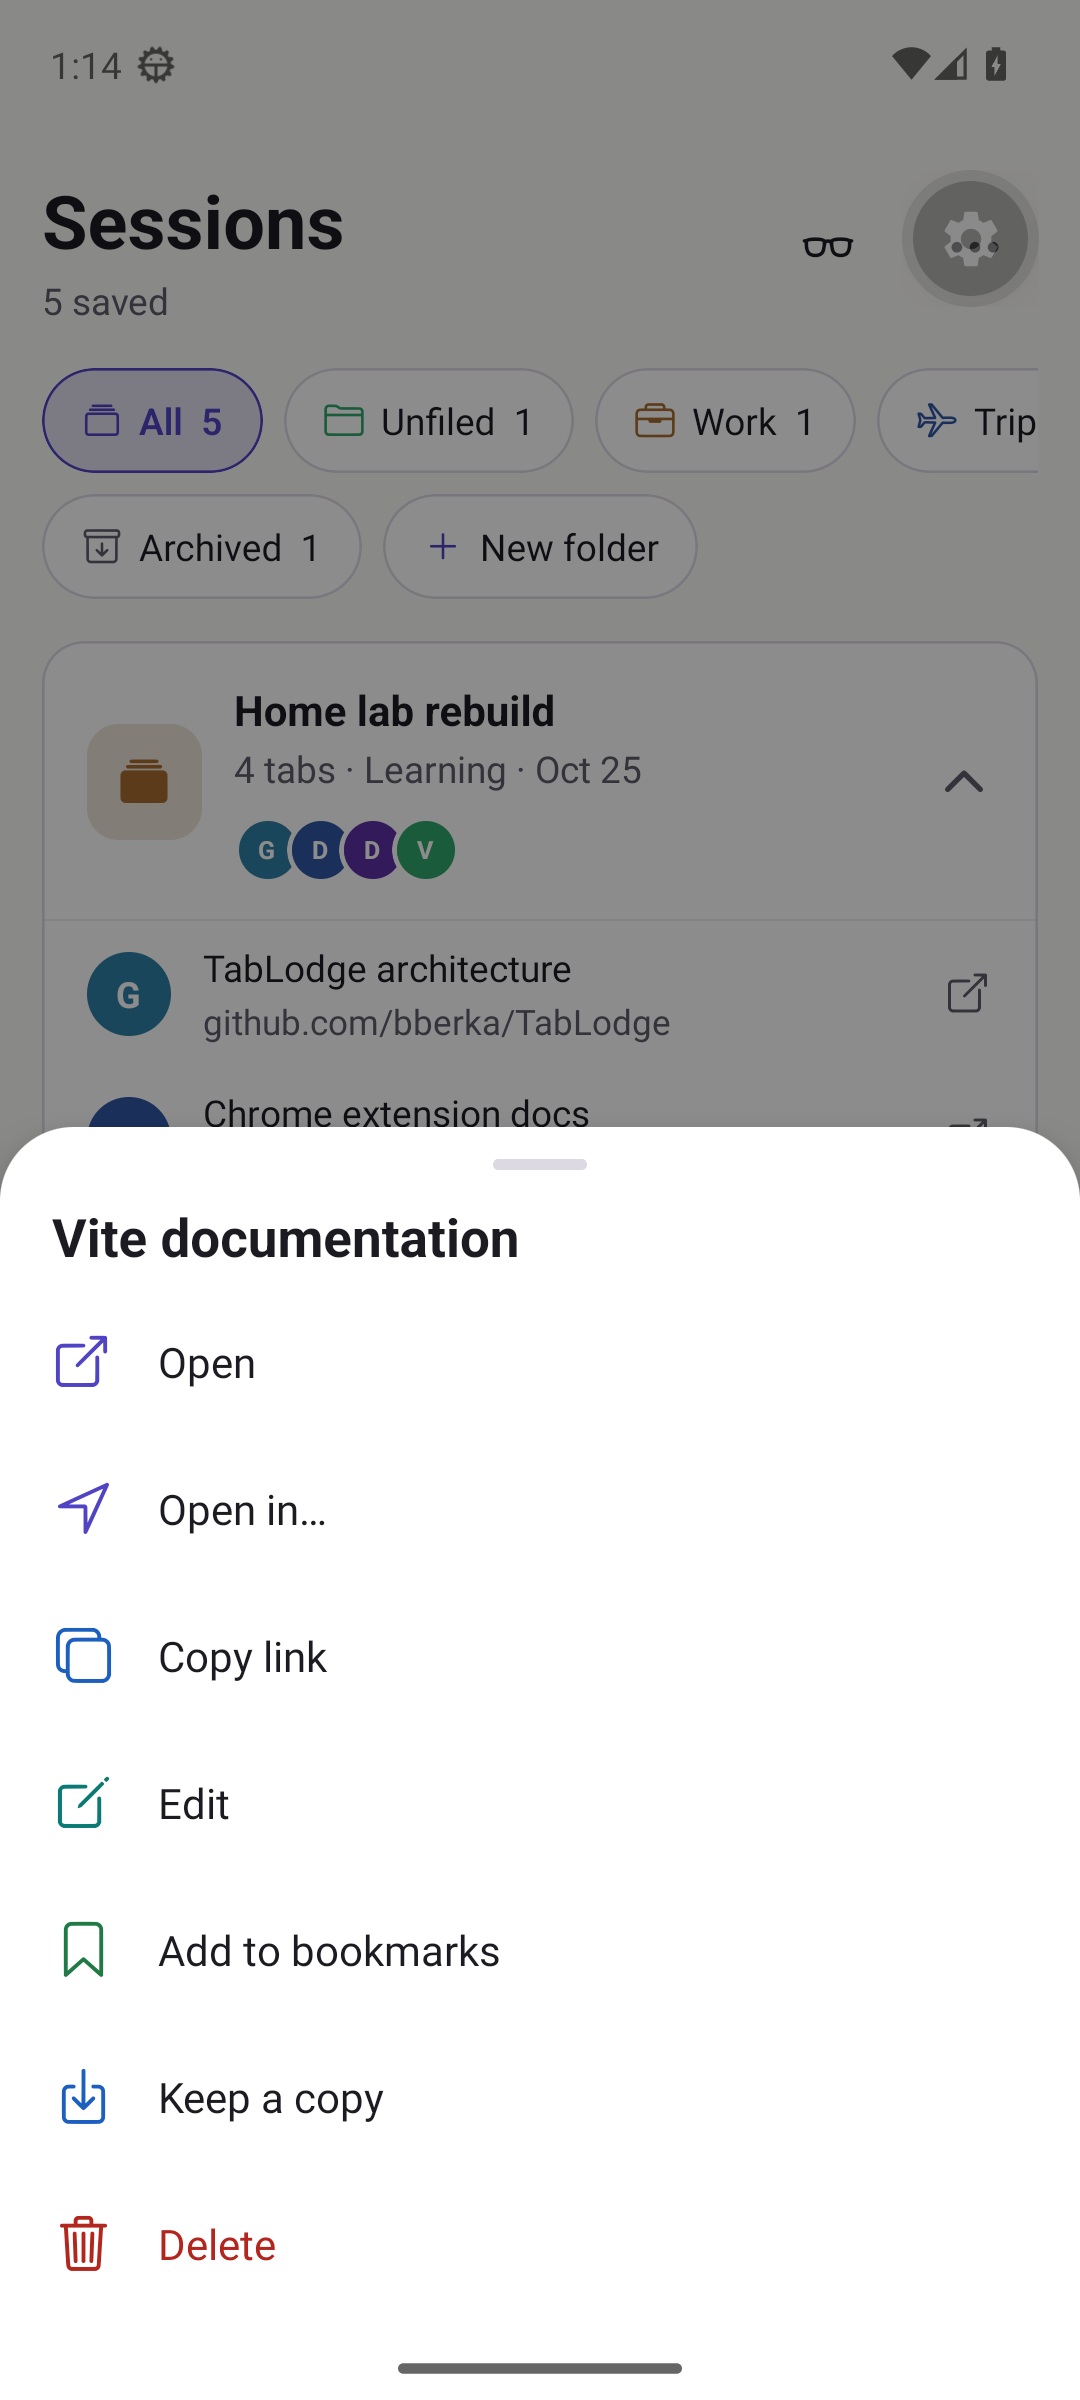 1:14
Sessions
5 saved
All 5
Unfiled 1
Work 1
Trip
Archived 1
New folder
Home lab rebuild
4 tabs · Learning · Oct 25
G D D V
G
TabLodge architecture
github.com/bberka/TabLodge
Chrome extension docs
Vite documentation
Open
Open in...
Copy link
Edit
Add to bookmarks
Keep a copy
Delete